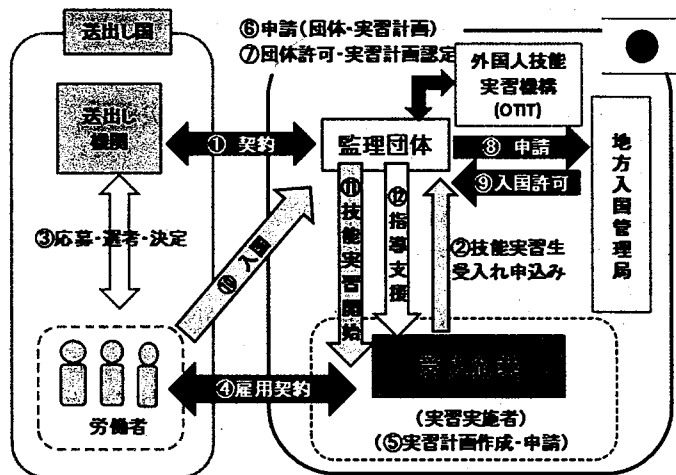 送出し国
⑥申請(団体・実習計画)
⑦団体許可・実習計画認定
外国人技能
実習機構
(OTIT)
送出し
機関
①契約
監理団体
⑧申請
⑨入国許可
地方入国管理局
③応募・選考・決定
⑩入国
⑪技能実習開始
⑫指導支援
②技能実習生
受入れ申込み
労働者
④雇用契約
(実習実施者)
(⑤実習計画作成・申請)